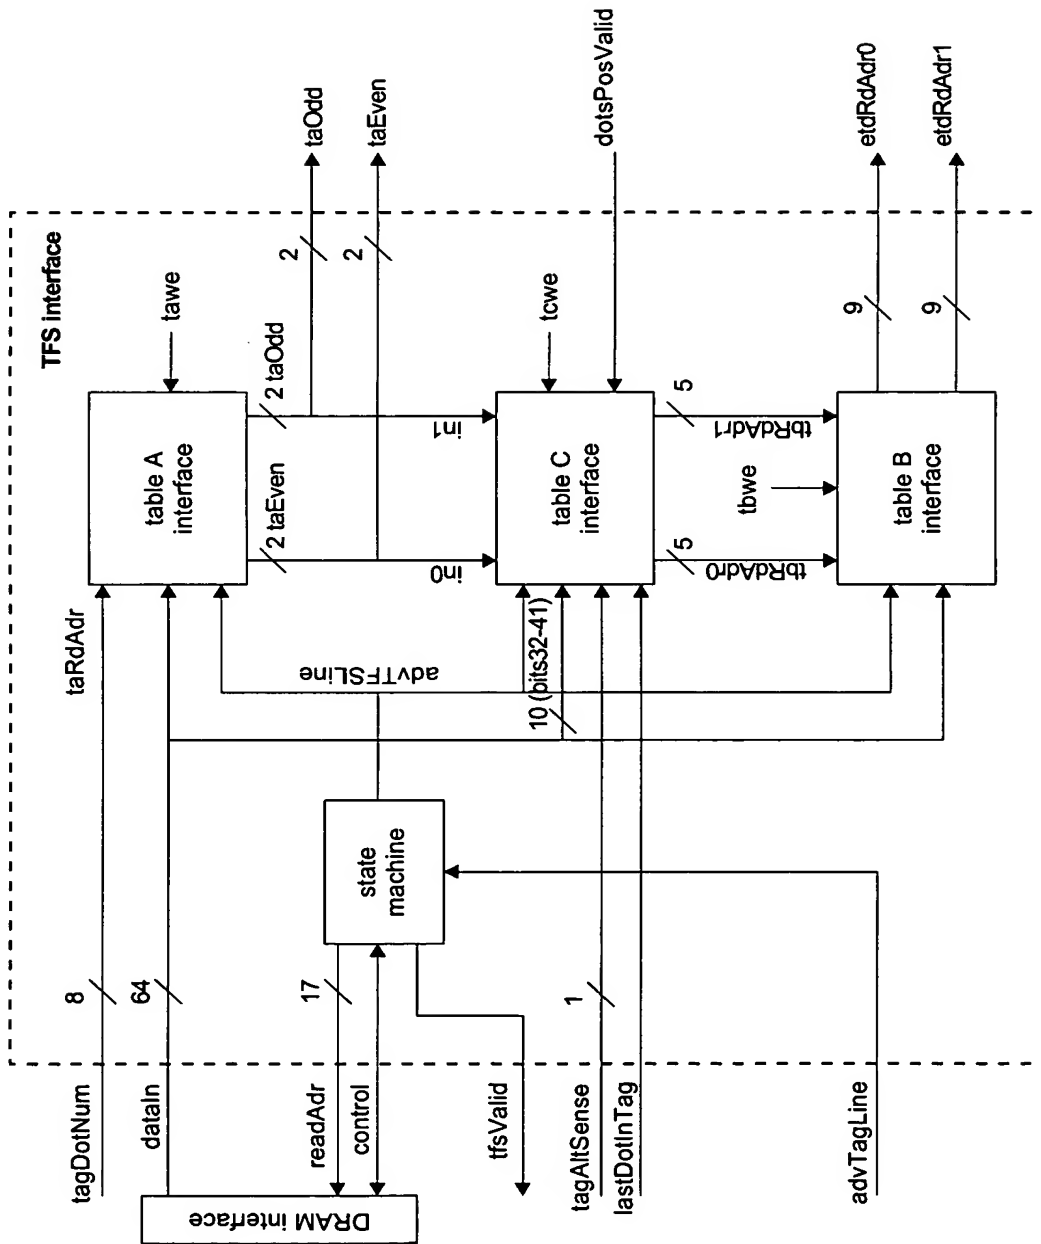 TFS interface
tagDotNum
8
taRdAdr
table A
interface
tawe
dataIn
64
DRAM interface
readAdr
17
control
state
machine
advTFSLine
2 taEven
2 taOdd
2
taOdd
2
taEven
tfsValid
in0
in1
10 (bits32-41)
table C
interface
tcwe
dotsPosValid
tagAltSense
1
lastDotInTag
5
5
tbRdAdr0
tbRdAdr1
tbwe
advTagLine
table B
interface
9
etdRdAdr0
9
etdRdAdr1